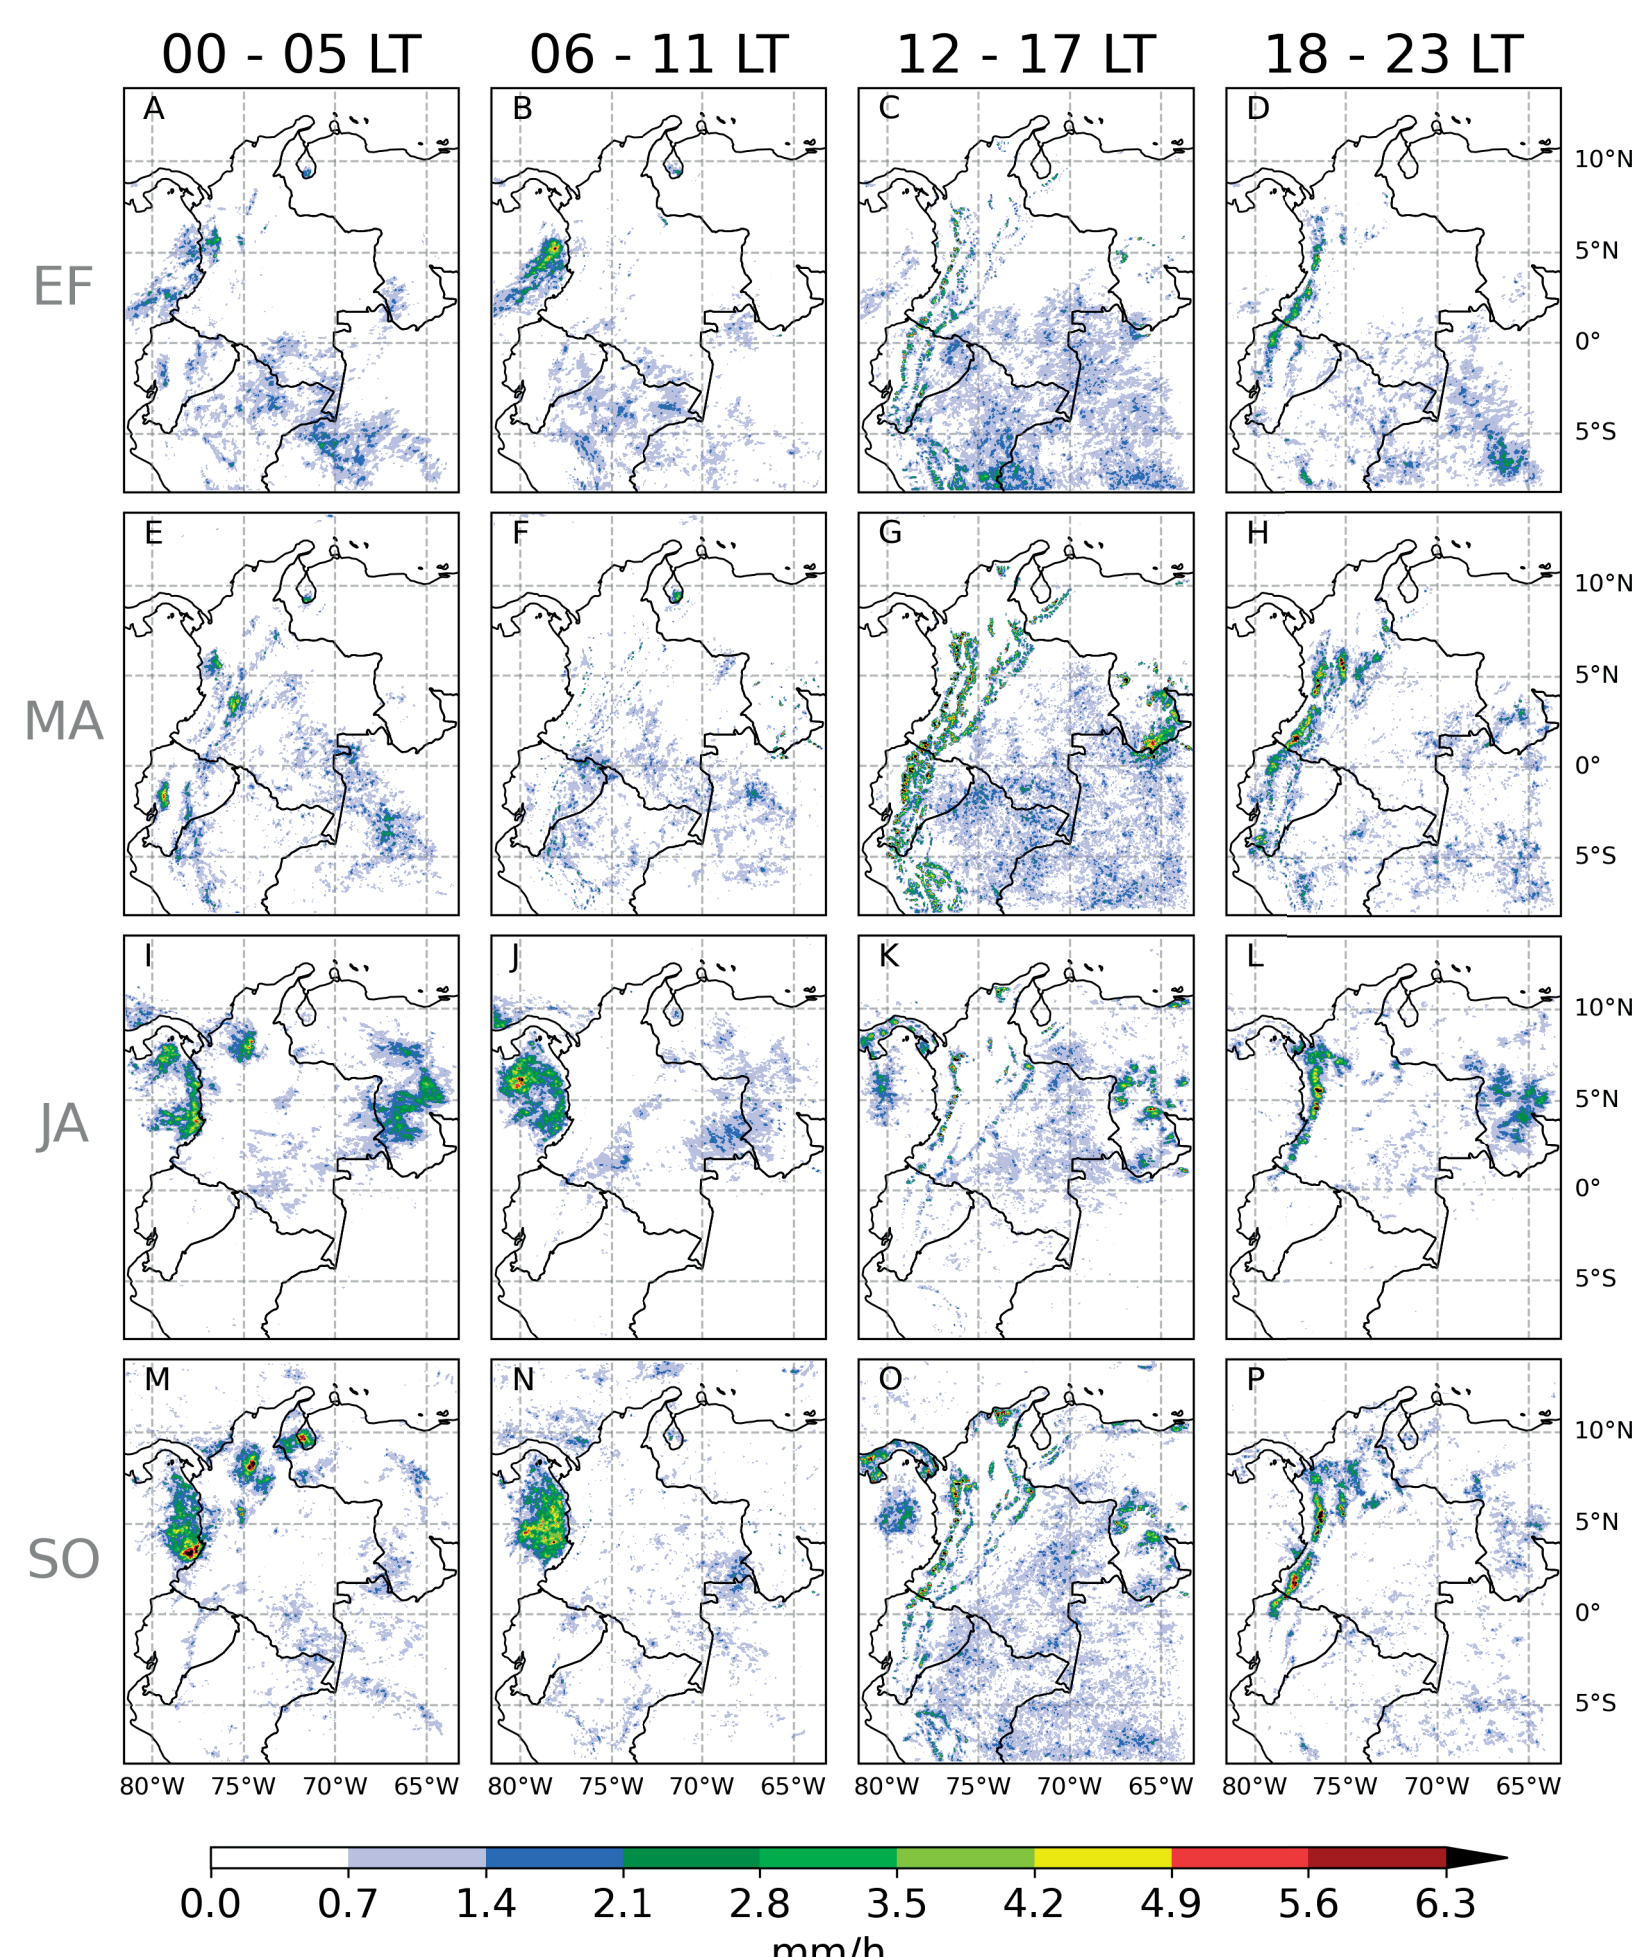 00 - 05 LT 06 - 11 LT 12 - 17 LT 18 - 23 LT
A B C D
10°N
5°N
EF
0°
5°S
E F G H
10°N
5°N
MA
0°
5°S
I J K L
10°N
5°N
JA
0°
5°S
M N O P
10°N
5°N
SO
0°
5°S
80°W 75°W 70°W 65°W 80°W 75°W 70°W 65°W 80°W 75°W 70°W 65°W 80°W 75°W 70°W 65°W
0.0 0.7 1.4 2.1 2.8 3.5 4.2 4.9 5.6 6.3
mm/h